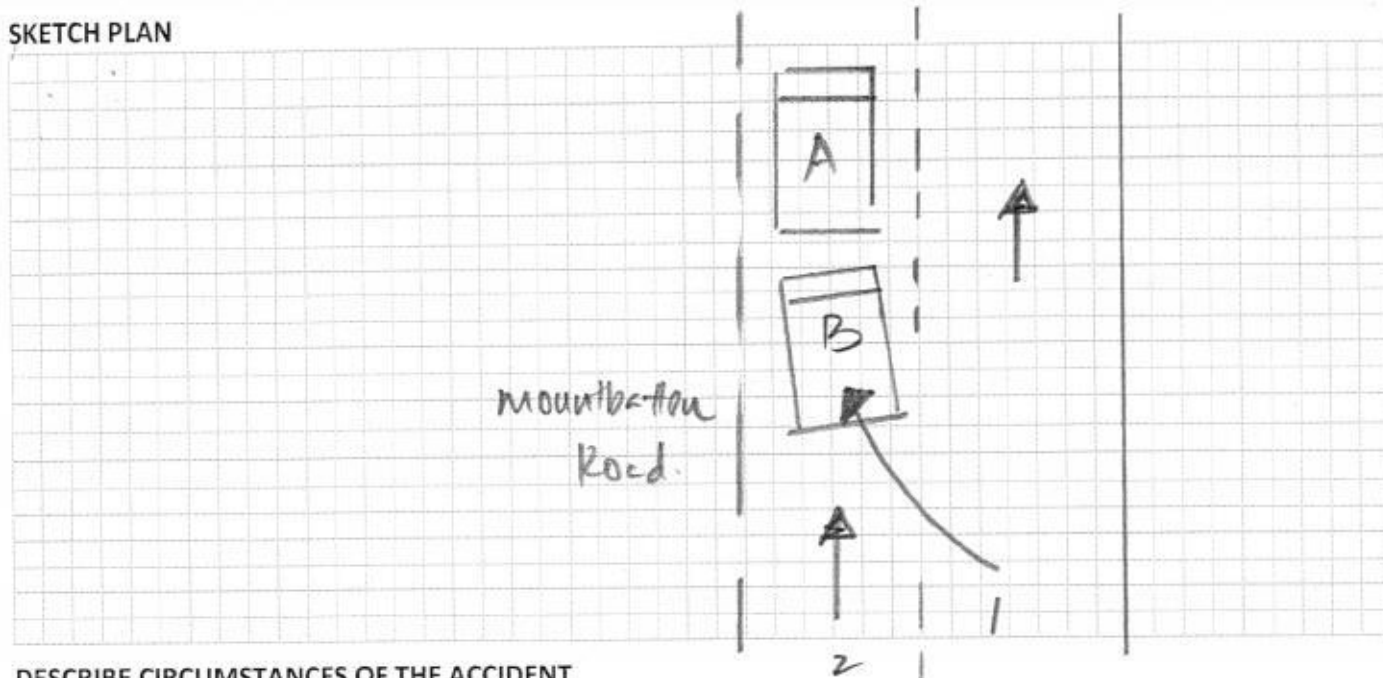 SKETCH PLAN
A
B
mountbatten
Road.
1
2
DESCRIBE CIRCUMSTANCES OF THE ACCIDENT